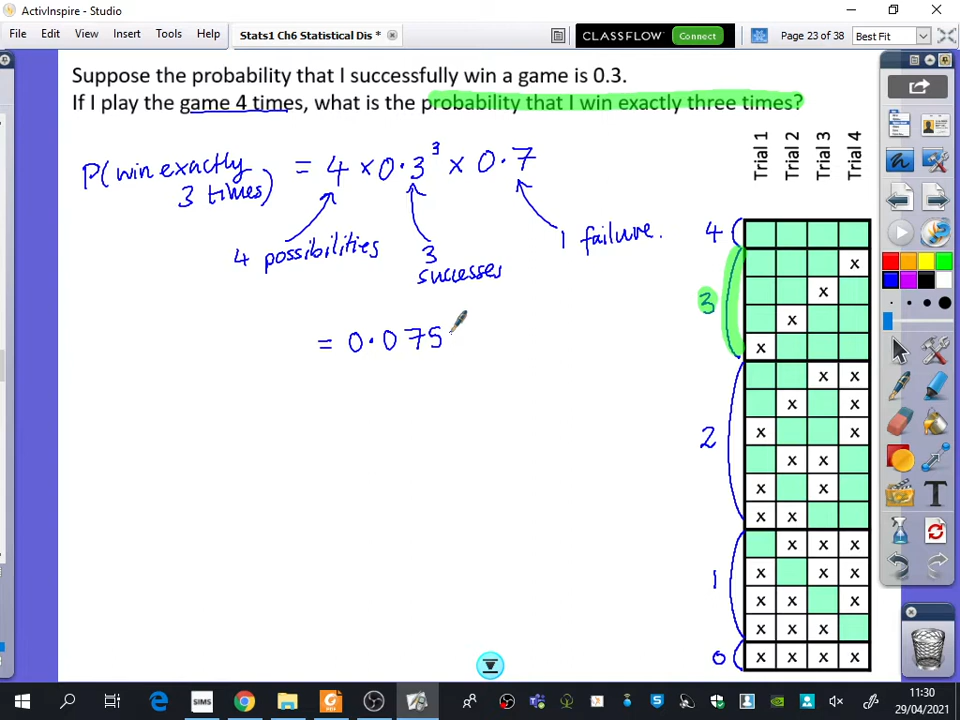 ActivInspire - Studio
File Edit View Insert Tools Help
Stats1 Ch6 Statistical Dis *
CLASSFLOW Connect
Page 23 of 38
Best Fit
Suppose the probability that I successfully win a game is 0.3.
If I play the game 4 times, what is the probability that I win exactly three times?
P(win exactly 3 times) = 4 × 0.3³ × 0.7
4 possibilities
3 successes
1 failure.
= 0.075
Trial 1 Trial 2 Trial 3 Trial 4
4
3 x
x
x
x
x x
x x
2 x x
x x
x x
x x
x x x
1 x x x
x x x
x x x
0 x x x x
SIMS
11:30
29/04/2021